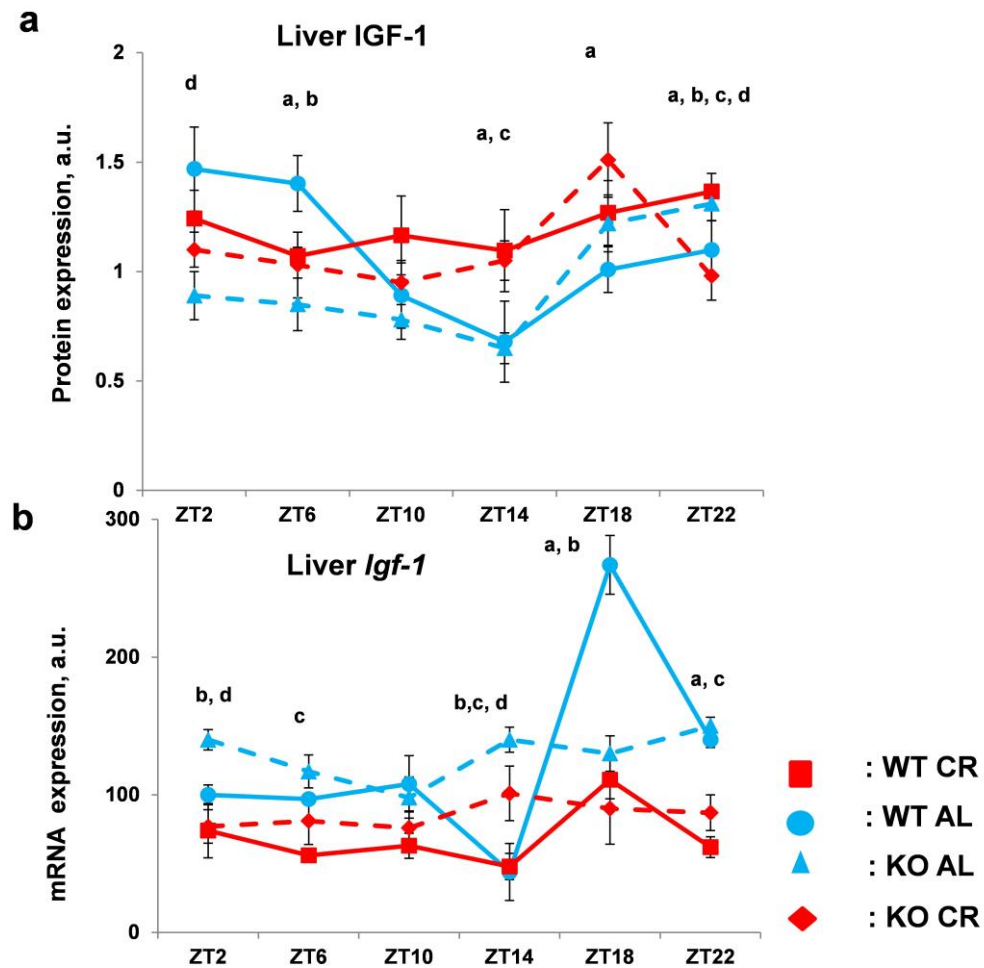 a
Liver IGF-1
Protein expression, a.u.
2
1.5
1
0.5
0
d
a, b
a, c
a
a, b, c, d
ZT2 ZT6 ZT10 ZT14 ZT18 ZT22
b
Liver Igf-1
mRNA expression, a.u.
300
200
100
0
b, d
c
b,c, d
a, b
a, c
ZT2 ZT6 ZT10 ZT14 ZT18 ZT22
: WT CR
: WT AL
: KO AL
: KO CR